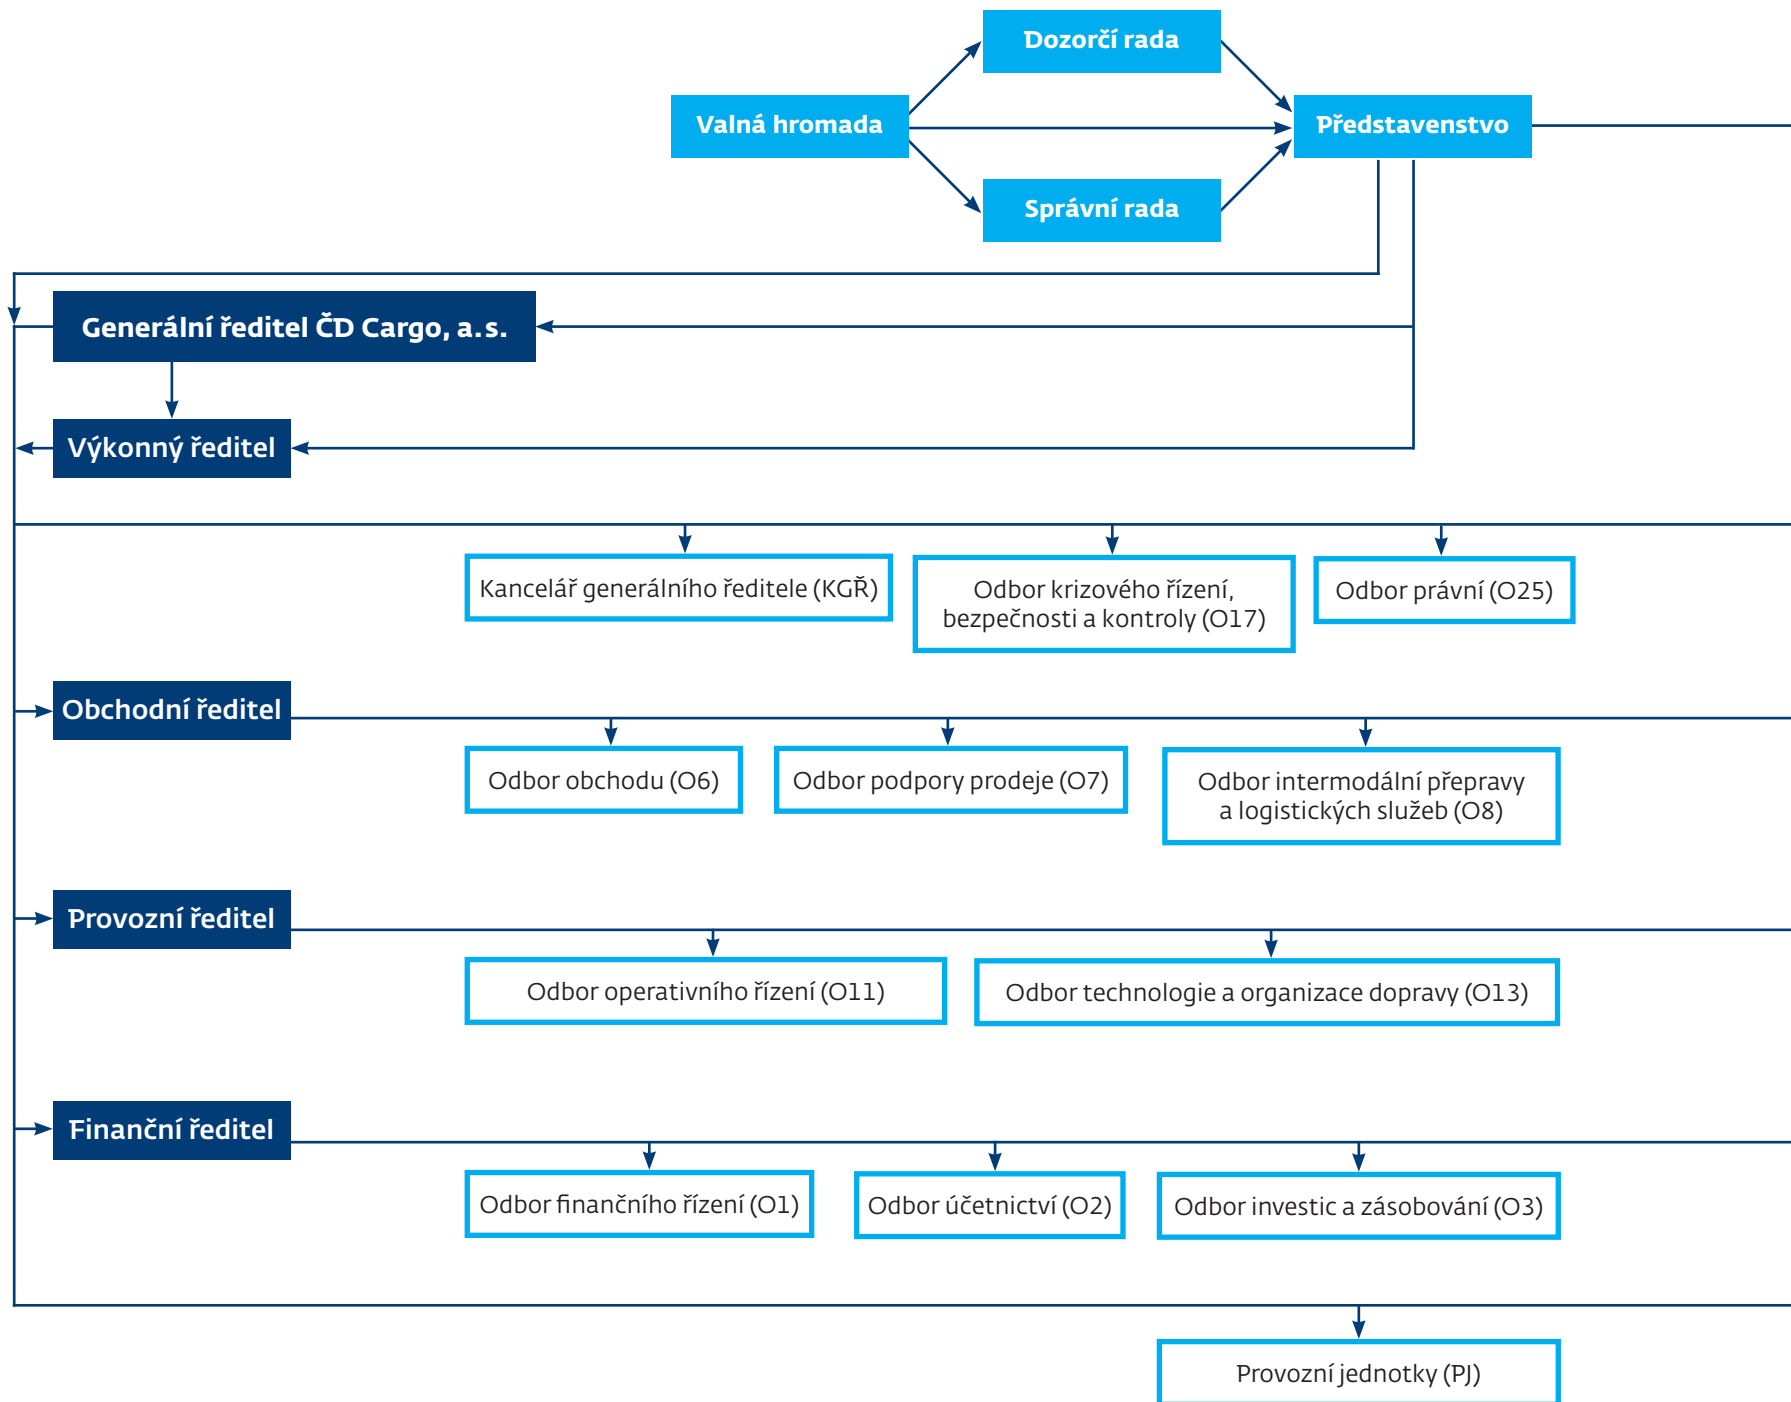 Dozorčí rada
Valná hromada
Představenstvo
Správní rada
Generální ředitel ČD Cargo, a.s.
Výkonný ředitel
Kancelář generálního ředitele (KGŘ)
Odbor krizového řízení,
bezpečnosti a kontroly (O17)
Odbor právní (O25)
Obchodní ředitel
Odbor obchodu (O6)
Odbor podpory prodeje (O7)
Odbor intermodální přepravy
a logistických služeb (O8)
Provozní ředitel
Odbor operativního řízení (O11)
Odbor technologie a organizace dopravy (O13)
Finanční ředitel
Odbor finančního řízení (O1)
Odbor účetnictví (O2)
Odbor investic a zásobování (O3)
Provozní jednotky (PJ)